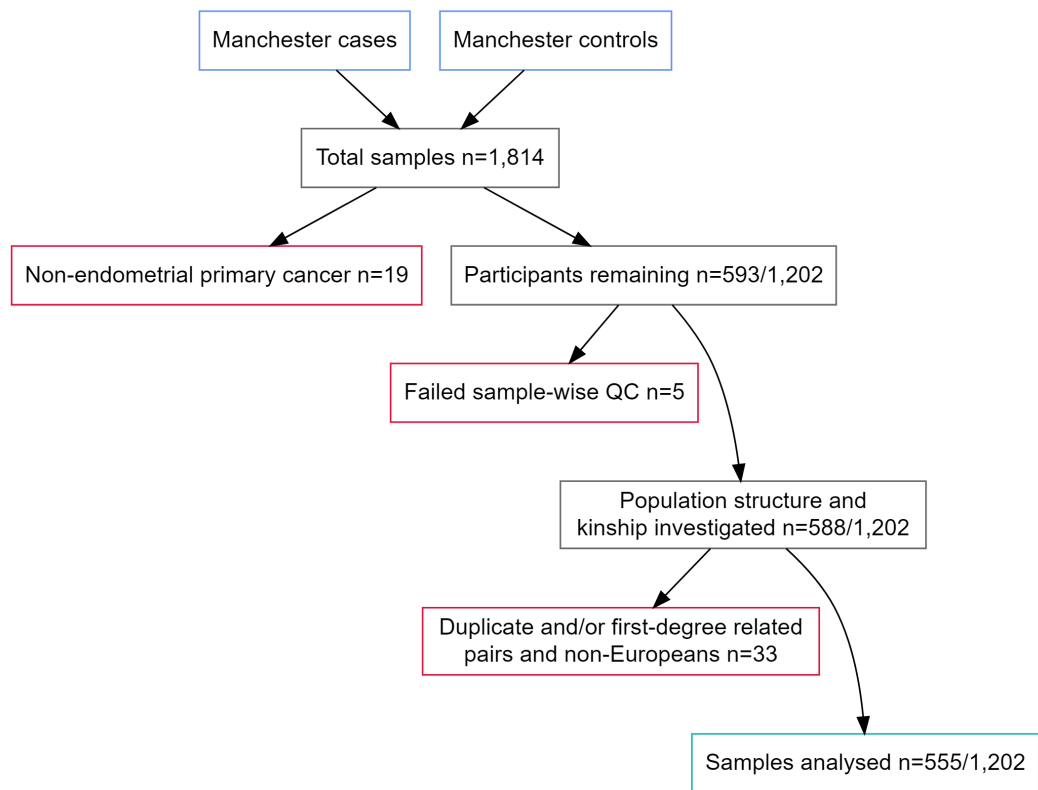 Manchester cases
Manchester controls
Total samples n=1,814
Non-endometrial primary cancer n=19
Participants remaining n=593/1,202
Failed sample-wise QC n=5
Population structure and
kinship investigated n=588/1,202
Duplicate and/or first-degree related
pairs and non-Europeans n=33
Samples analysed n=555/1,202